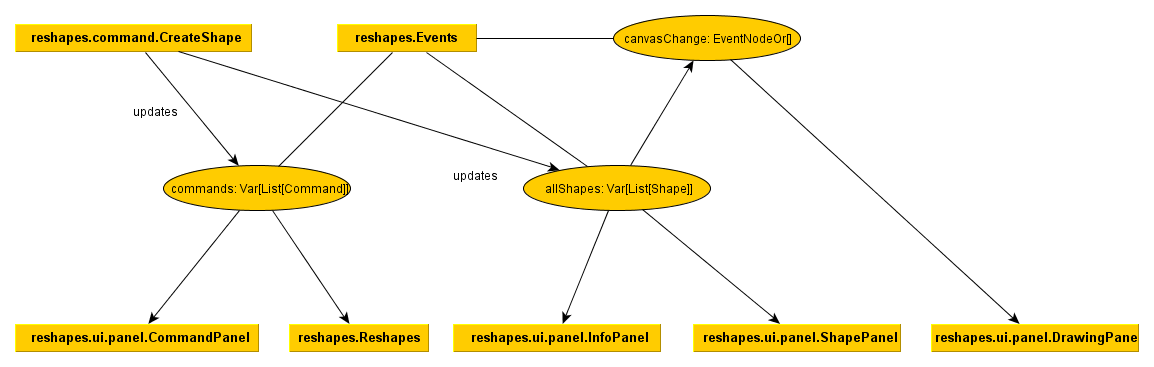 reshapes.command.CreateShape
reshapes.Events
canvasChange: EventNodeOr[]
updates
updates
commands: Var[List[Command]]
allShapes: Var[List[Shape]]
reshapes.ui.panel.CommandPanel
reshapes.Reshapes
reshapes.ui.panel.InfoPanel
reshapes.ui.panel.ShapePanel
reshapes.ui.panel.DrawingPane